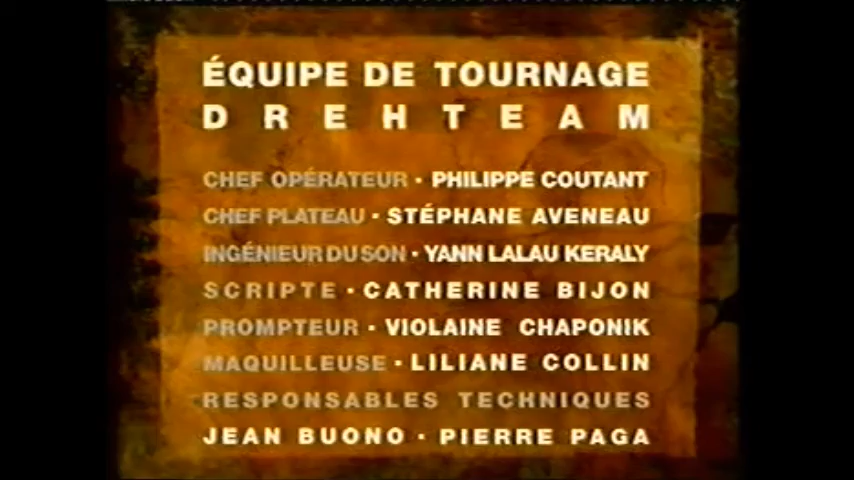 ÉQUIPE DE TOURNAGE
DREHTEAM
CHEF OPÉRATEUR · PHILIPPE COUTANT
CHEF PLATEAU · STÉPHANE AVENEAU
INGÉNIEUR DU SON · YANN LALAU KERALY
SCRIPTE · CATHERINE BIJON
PROMPTEUR · VIOLAINE CHAPONIK
MAQUILLEUSE · LILIANE COLLIN
RESPONSABLES TECHNIQUES
JEAN BUONO · PIERRE PAGA